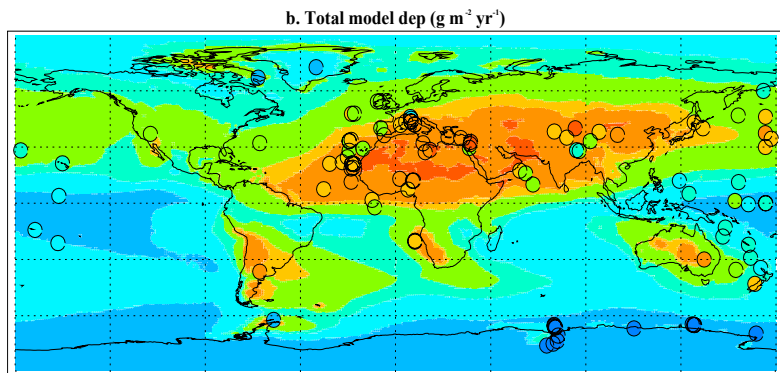 b. Total model dep (g m⁻² yr⁻¹)